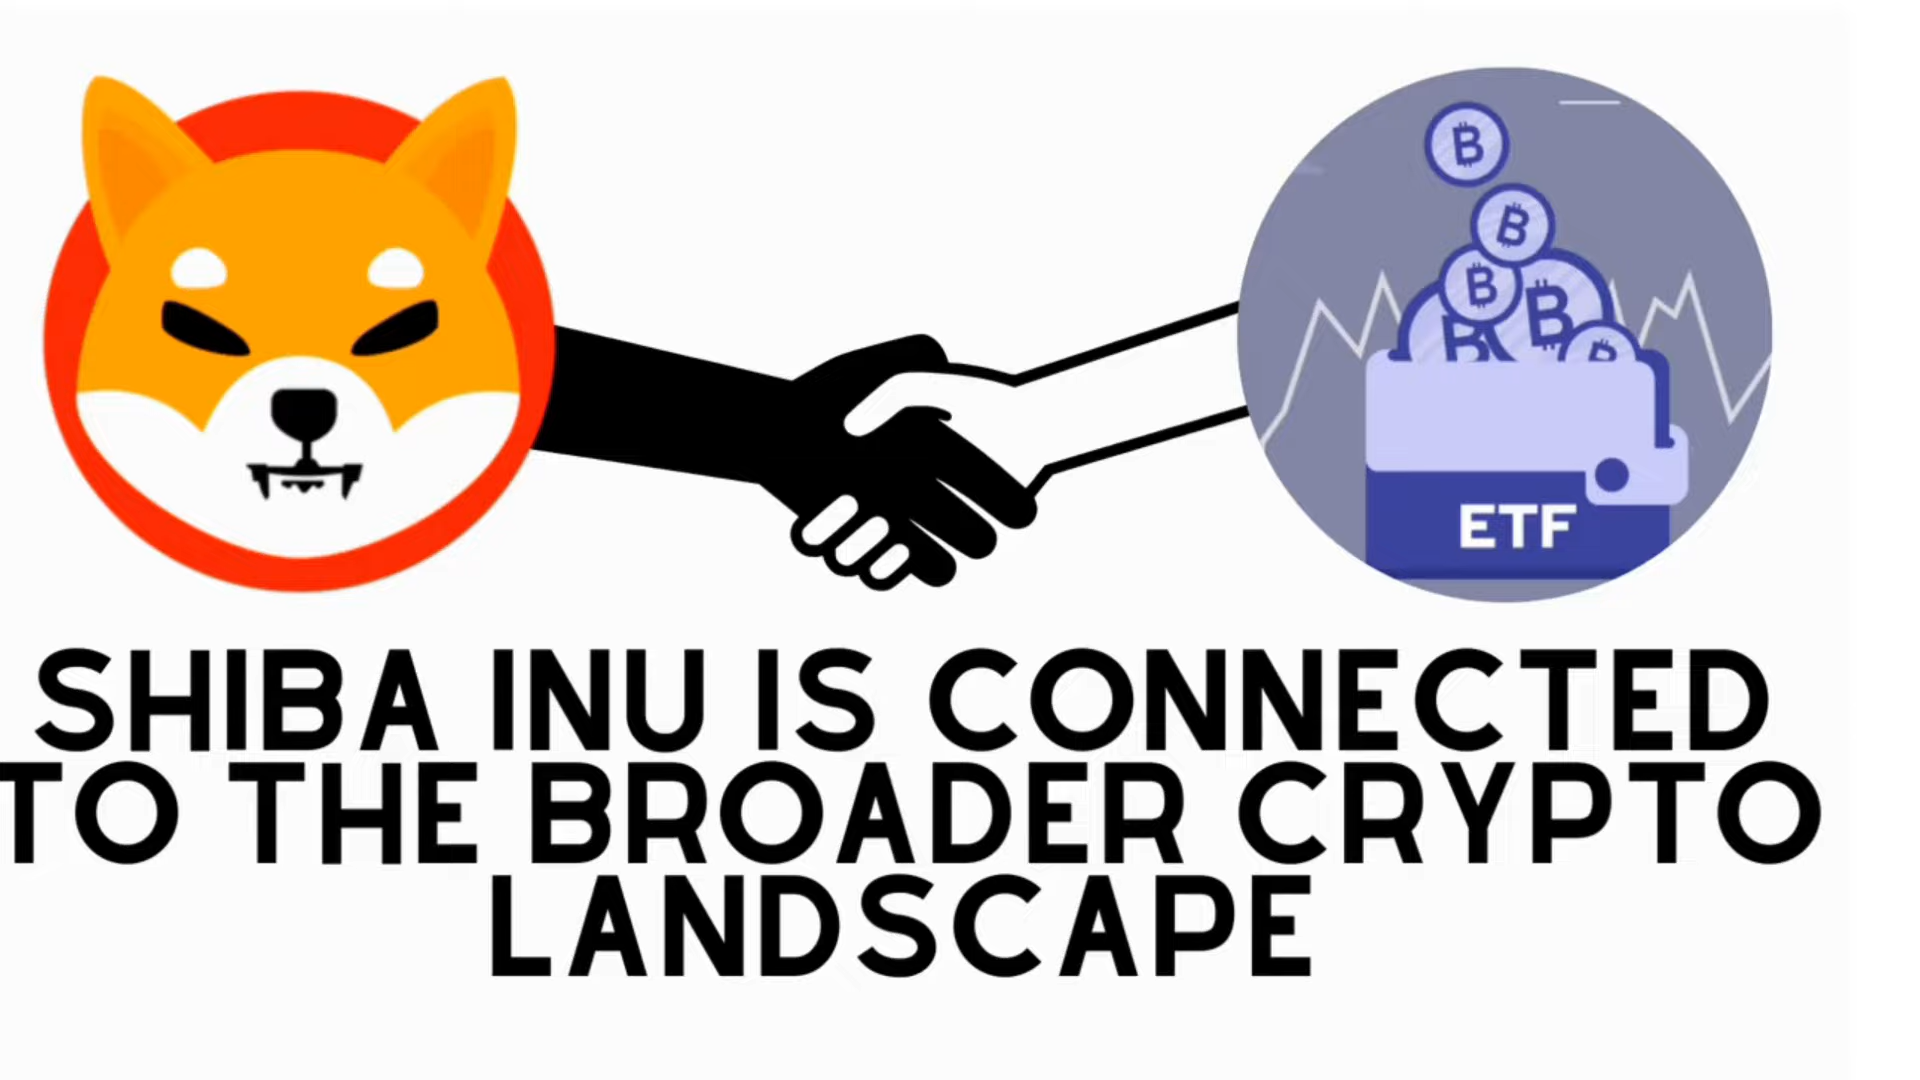 ETF
SHIBA INU IS CONNECTED
TO THE BROADER CRYPTO
LANDSCAPE